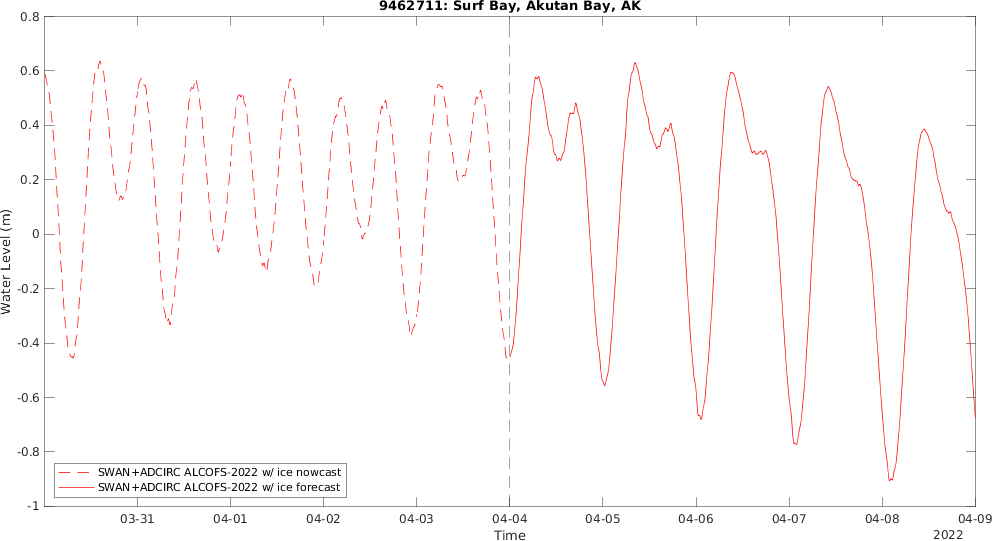 9462711: Surf Bay, Akutan Bay, AK
0.8
0.6
0.4
0.2
0
-0.2
-0.4
-0.6
-0.8
-1
Water Level (m)
SWAN+ADCIRC ALCOFS-2022 w/ ice nowcast
SWAN+ADCIRC ALCOFS-2022 w/ ice forecast
03-31 04-01 04-02 04-03 04-04 04-05 04-06 04-07 04-08 04-09
Time
2022